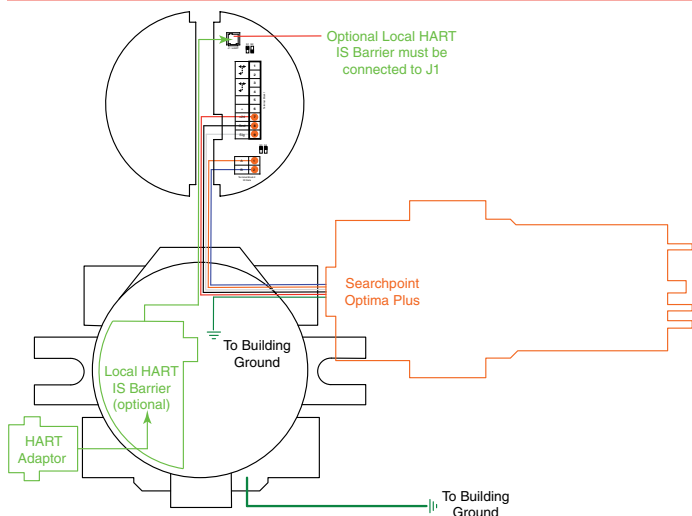 Optional Local HART
IS Barrier must be
connected to J1
Searchpoint
Optima Plus
To Building
Ground
Local HART
IS Barrier
(optional)
HART
Adaptor
To Building
Ground